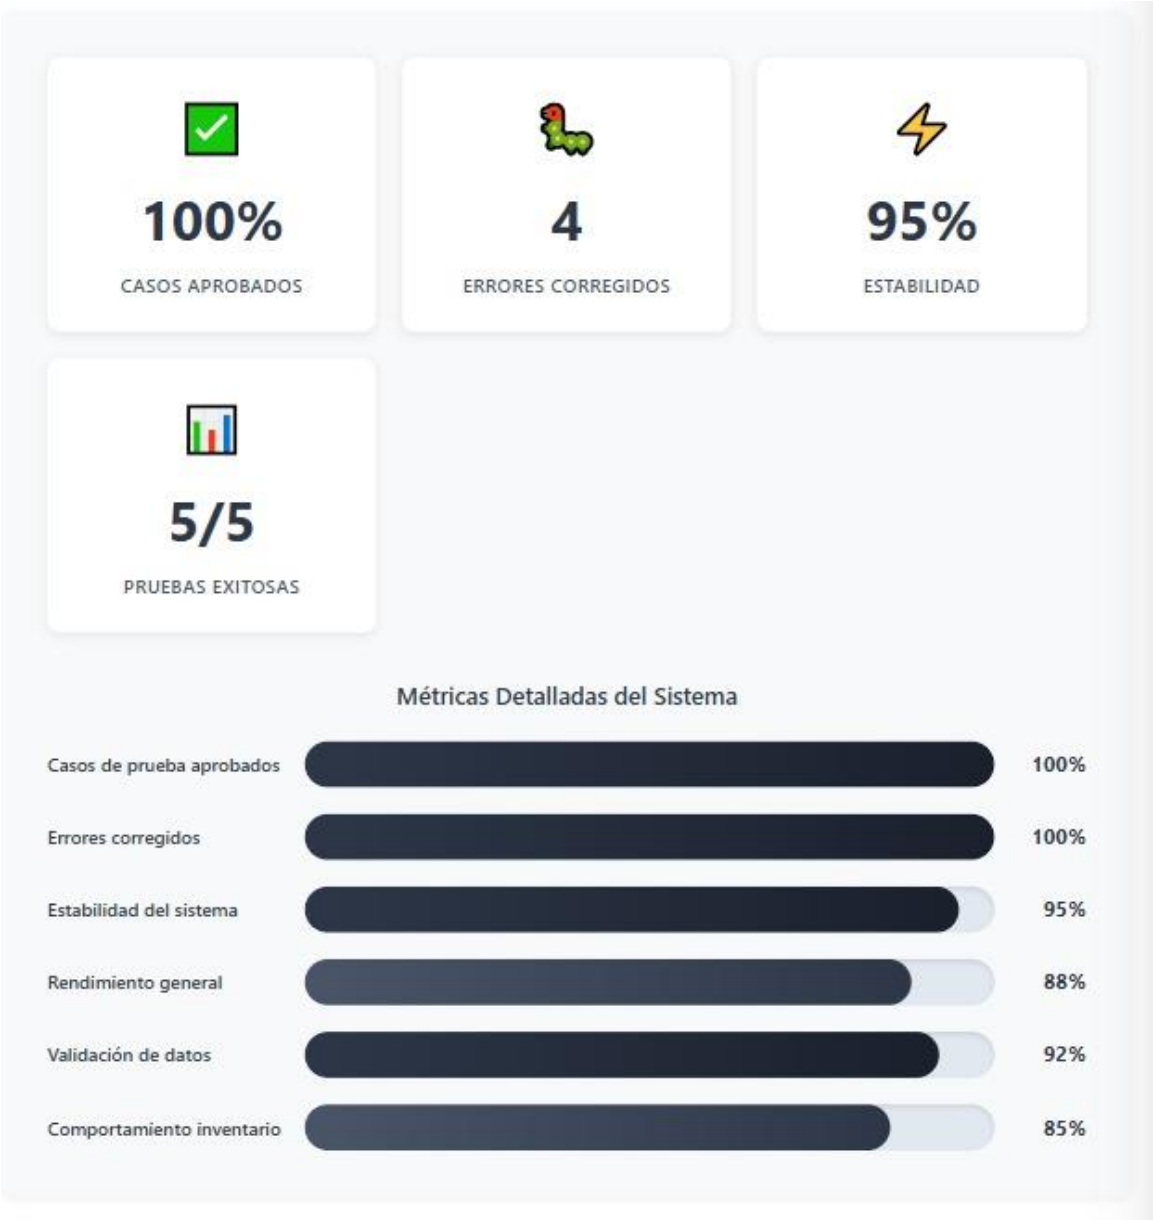 100%
CASOS APROBADOS
4
ERRORES CORREGIDOS
95%
ESTABILIDAD
5/5
PRUEBAS EXITOSAS
Métricas Detalladas del Sistema
Casos de prueba aprobados 100%
Errores corregidos 100%
Estabilidad del sistema 95%
Rendimiento general 88%
Validación de datos 92%
Comportamiento inventario 85%